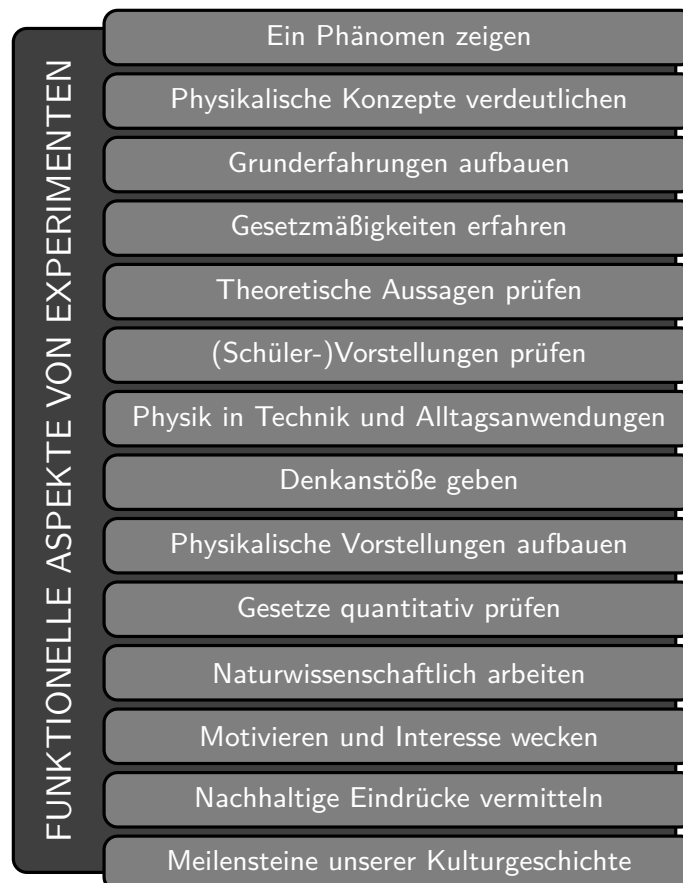 FUNKTIONELLE ASPEKTE VON EXPERIMENTEN
Ein Phänomen zeigen
Physikalische Konzepte verdeutlichen
Grunderfahrungen aufbauen
Gesetzmäßigkeiten erfahren
Theoretische Aussagen prüfen
(Schüler-)Vorstellungen prüfen
Physik in Technik und Alltagsanwendungen
Denkanstöße geben
Physikalische Vorstellungen aufbauen
Gesetze quantitativ prüfen
Naturwissenschaftlich arbeiten
Motivieren und Interesse wecken
Nachhaltige Eindrücke vermitteln
Meilensteine unserer Kulturgeschichte